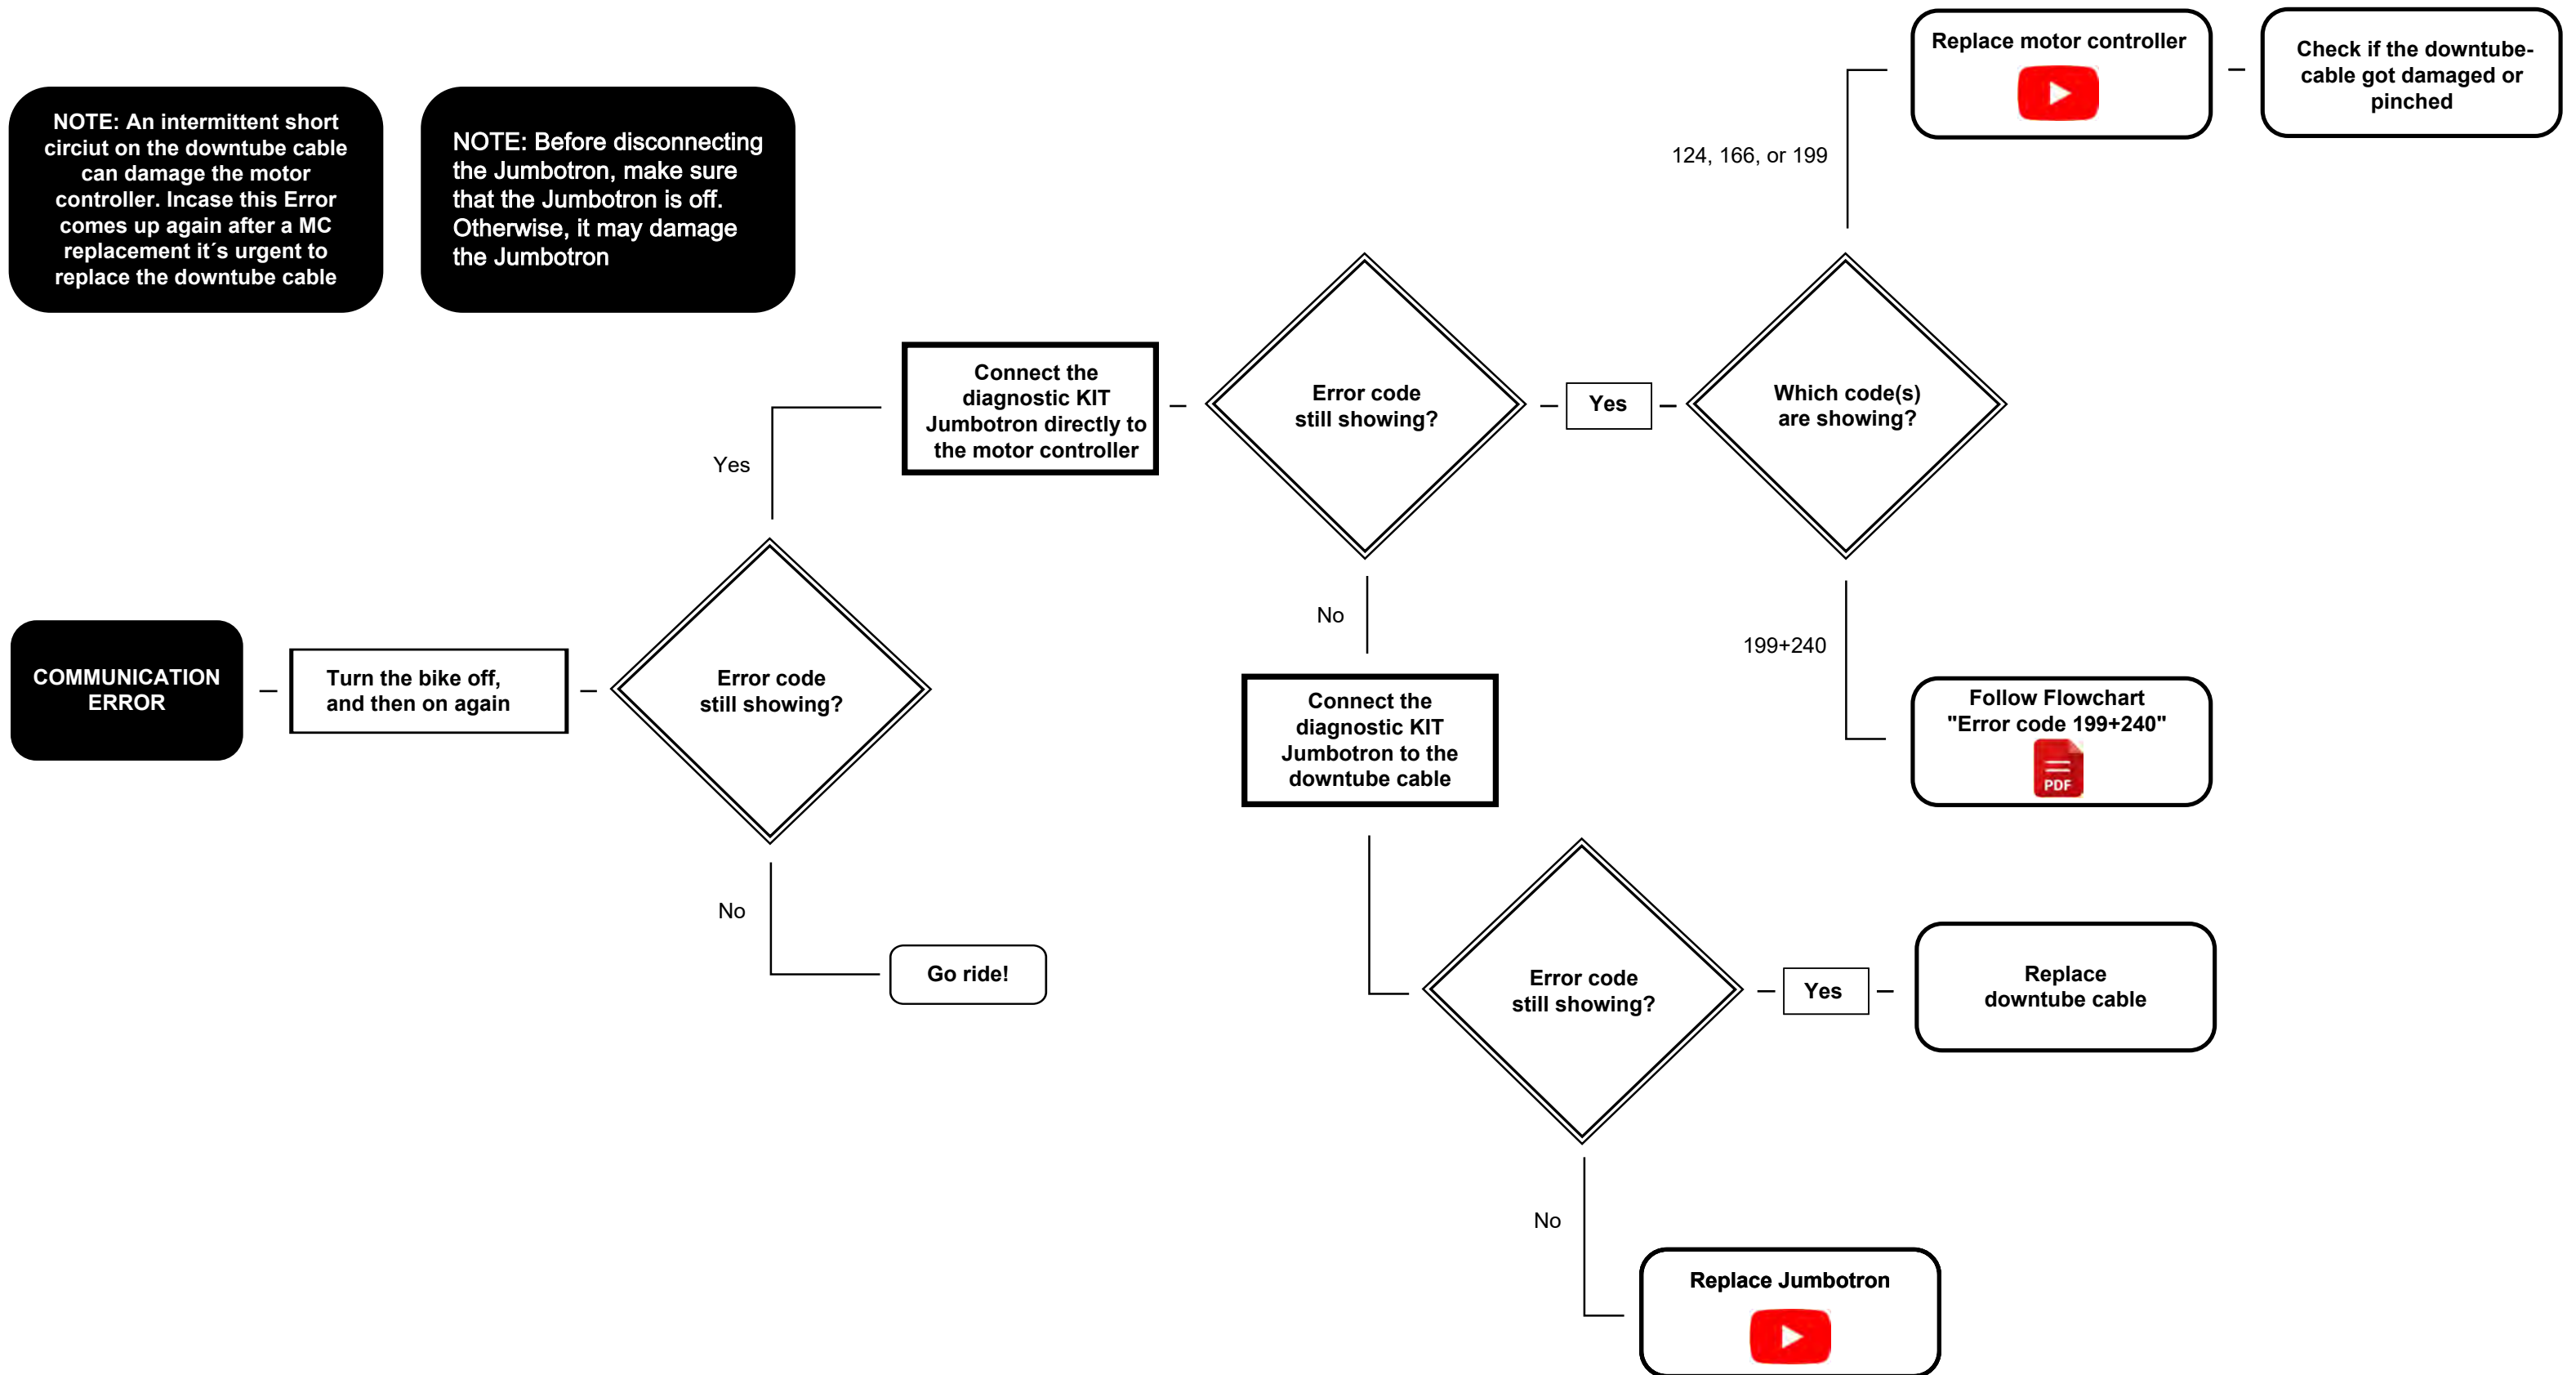 NOTE: An intermittent short
circiut on the downtube cable
can damage the motor
controller. Incase this Error
comes up again after a MC
replacement it´s urgent to
replace the downtube cable
NOTE: Before disconnecting
the Jumbotron, make sure
that the Jumbotron is off.
Otherwise, it may damage
the Jumbotron
COMMUNICATION
ERROR
Turn the bike off,
and then on again
Error code
still showing?
No
Go ride!
Yes
Connect the
diagnostic KIT
Jumbotron directly to
the motor controller
Error code
still showing?
Yes
Which code(s)
are showing?
124, 166, or 199
Replace motor controller
Check if the downtube-
cable got damaged or
pinched
199+240
Follow Flowchart
"Error code 199+240"
PDF
No
Connect the
diagnostic KIT
Jumbotron to the
downtube cable
Error code
still showing?
Yes
Replace
downtube cable
No
Replace Jumbotron